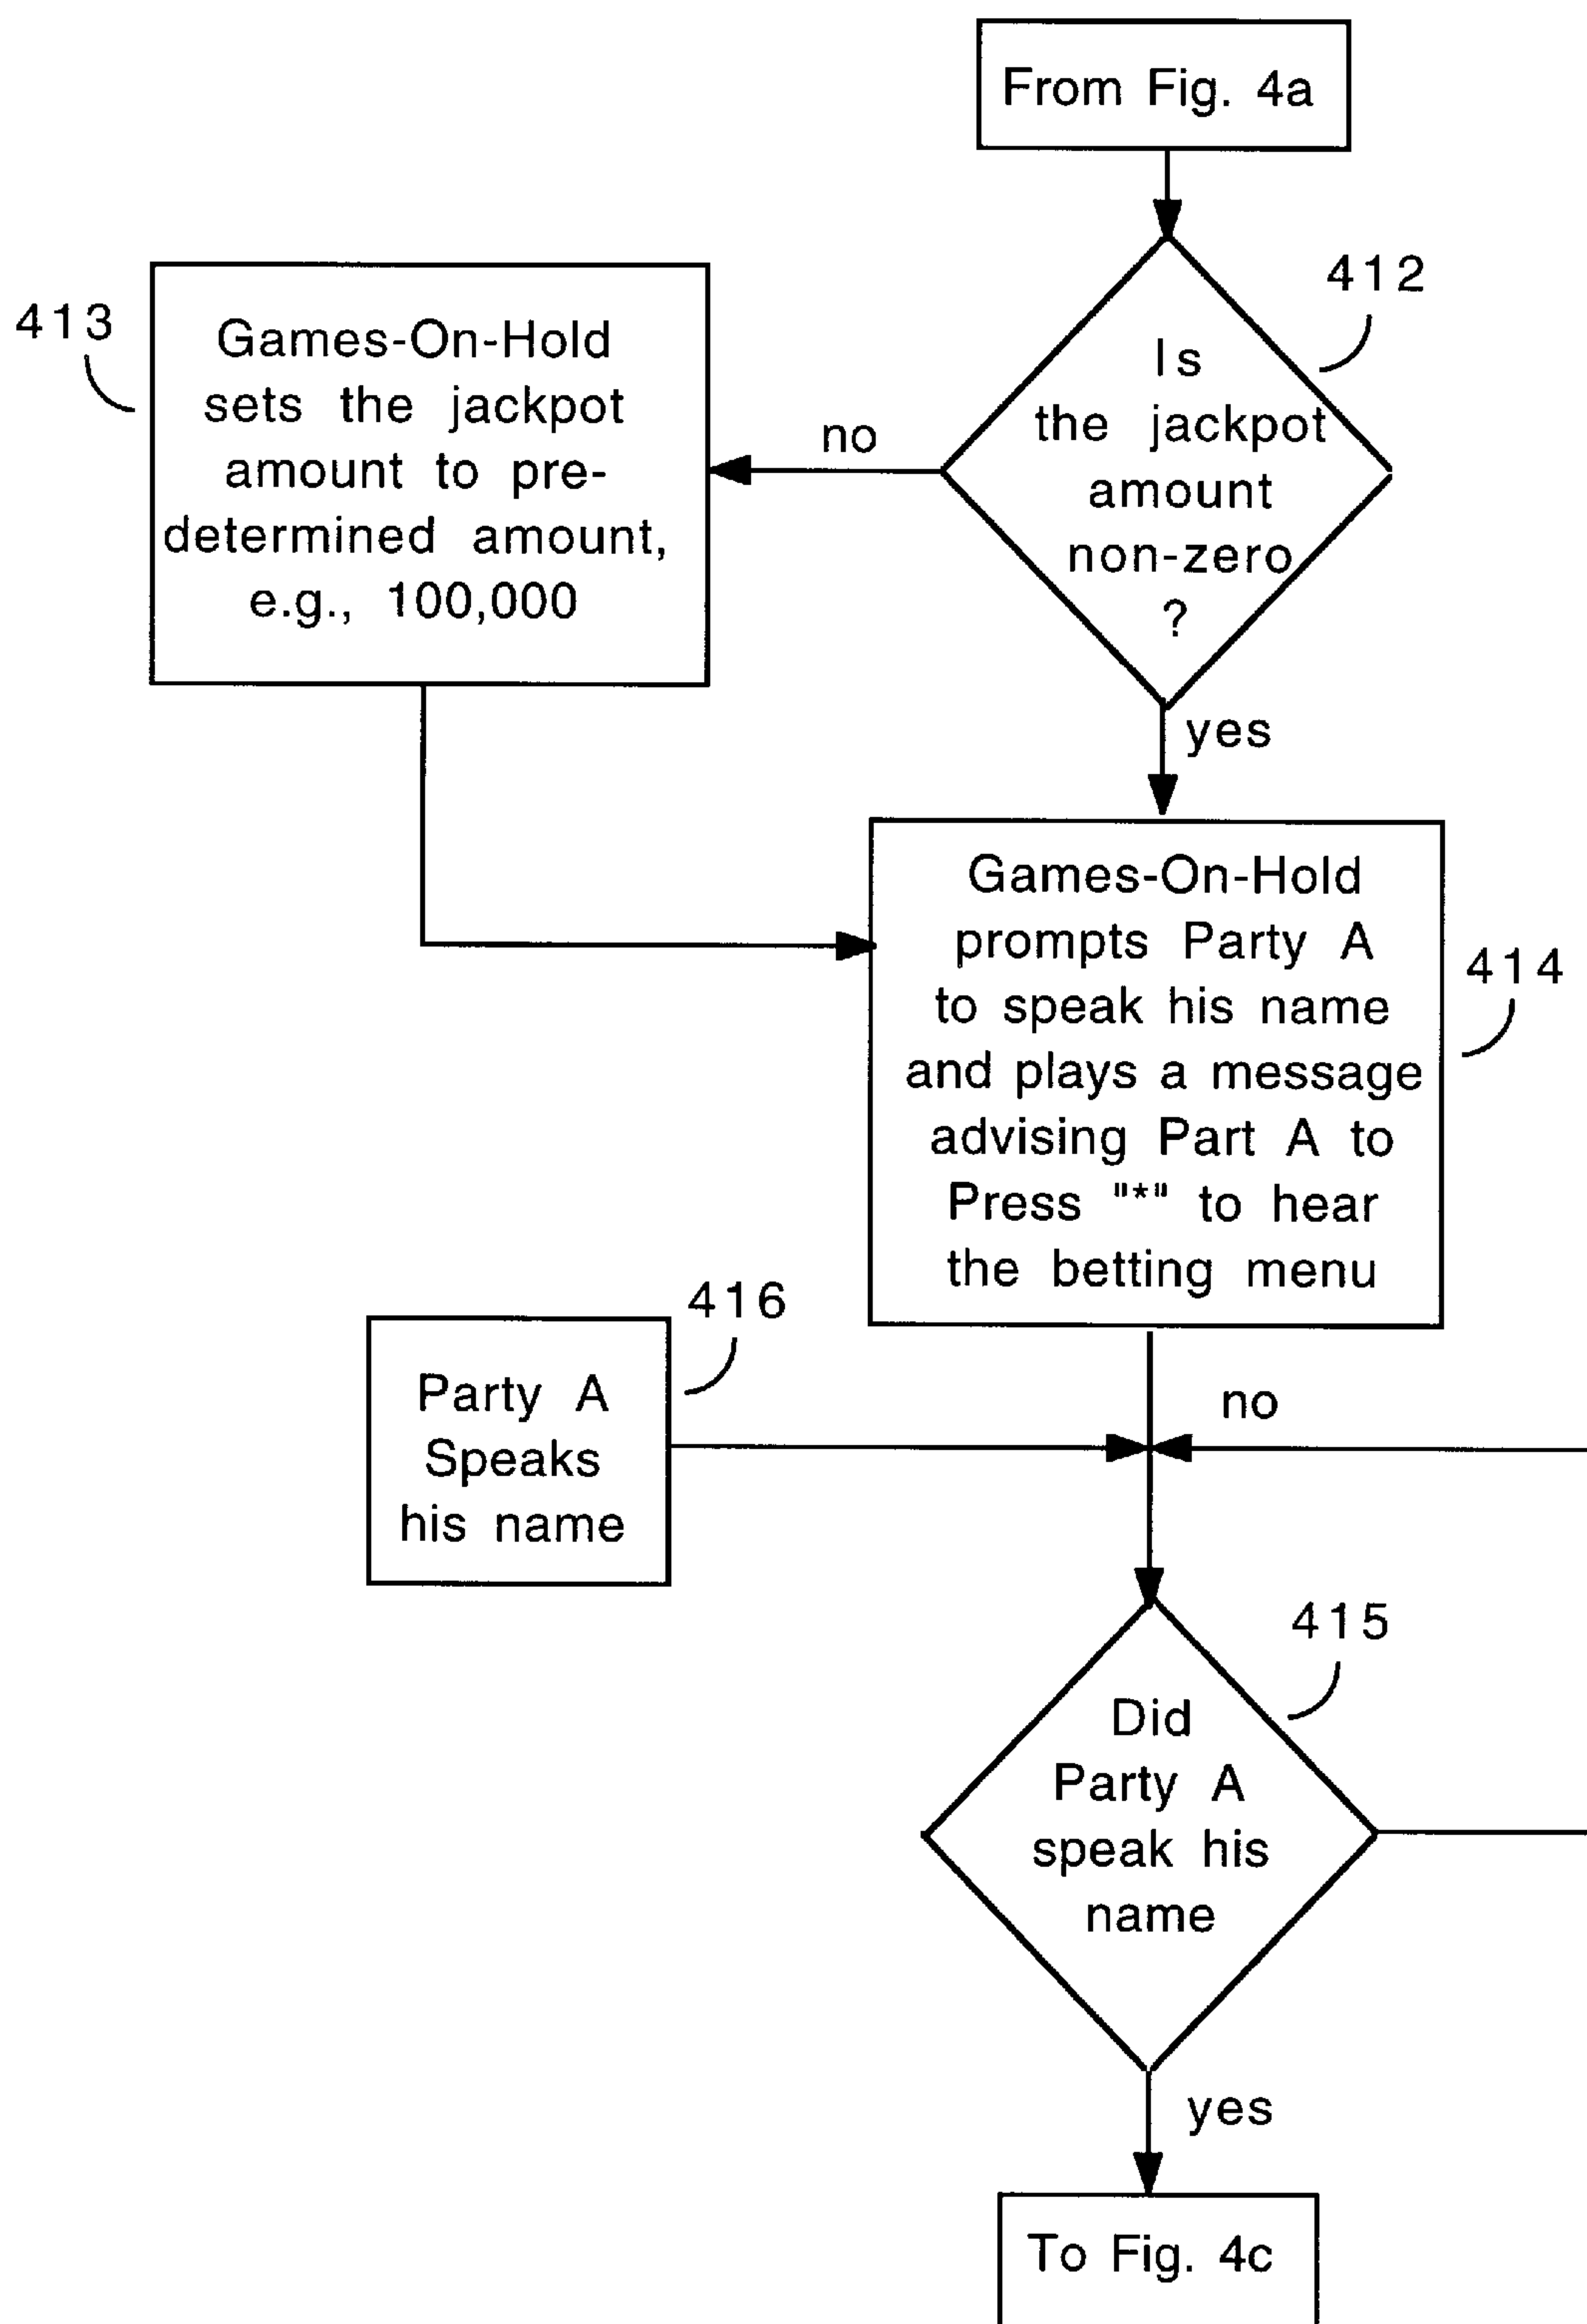 From Fig. 4a
412
Is
the jackpot
amount
non-zero
?
no
413
Games-On-Hold
sets the jackpot
amount to pre-
determined amount,
e.g., 100,000
yes
Games-On-Hold
prompts Party A
to speak his name
and plays a message
advising Part A to
Press "*" to hear
the betting menu
414
416
Party A
Speaks
his name
no
415
Did
Party A
speak his
name
yes
To Fig. 4c